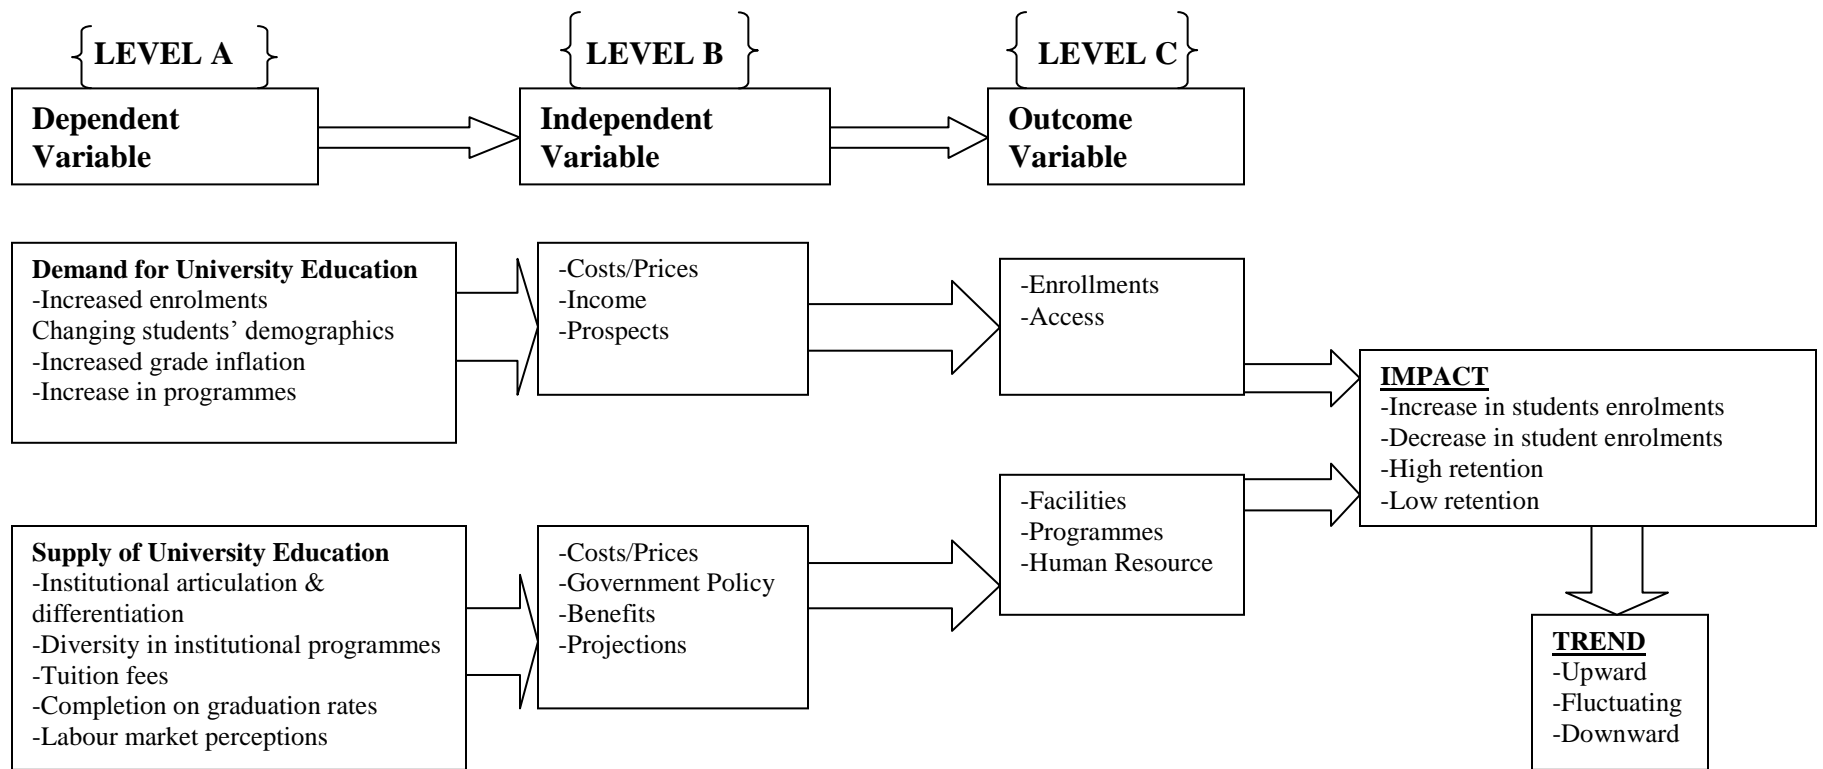 LEVEL A
LEVEL B
LEVEL C
Dependent
Variable
Independent
Variable
Outcome
Variable
Demand for University Education
-Increased enrolments
Changing students’ demographics
-Increased grade inflation
-Increase in programmes
-Costs/Prices
-Income
-Prospects
-Enrollments
-Access
IMPACT
-Increase in students enrolments
-Decrease in student enrolments
-High retention
-Low retention
Supply of University Education
-Institutional articulation &
differentiation
-Diversity in institutional programmes
-Tuition fees
-Completion on graduation rates
-Labour market perceptions
-Costs/Prices
-Government Policy
-Benefits
-Projections
-Facilities
-Programmes
-Human Resource
TREND
-Upward
-Fluctuating
-Downward